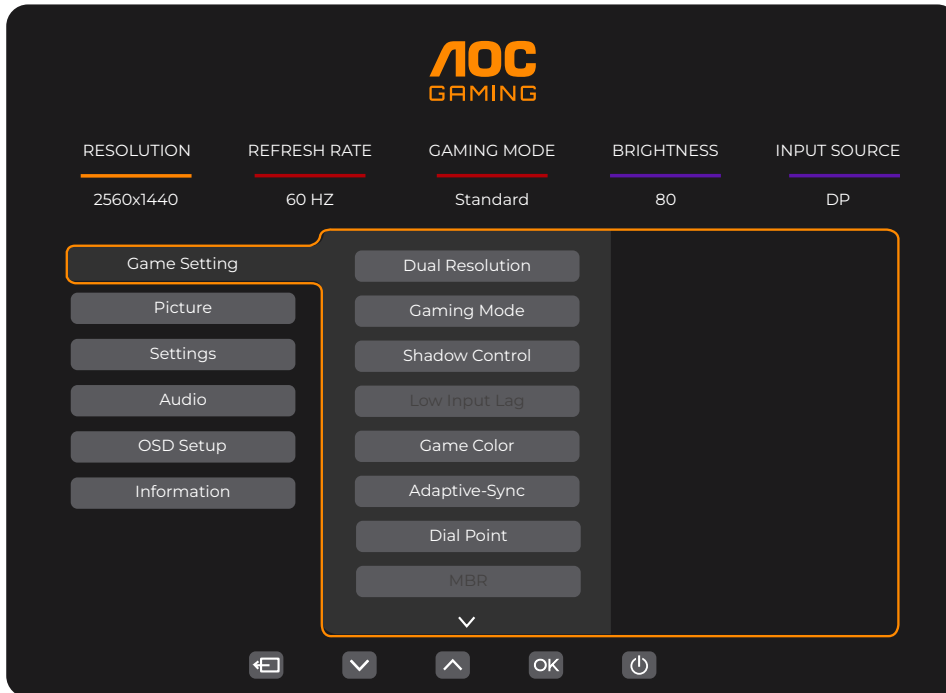 AOC
GAMING
RESOLUTION REFRESH RATE GAMING MODE BRIGHTNESS INPUT SOURCE
2560x1440 60 HZ Standard 80 DP
Game Setting
Picture
Settings
Audio
OSD Setup
Information
Dual Resolution
Gaming Mode
Shadow Control
Low Input Lag
Game Color
Adaptive-Sync
Dial Point
MBR
OK